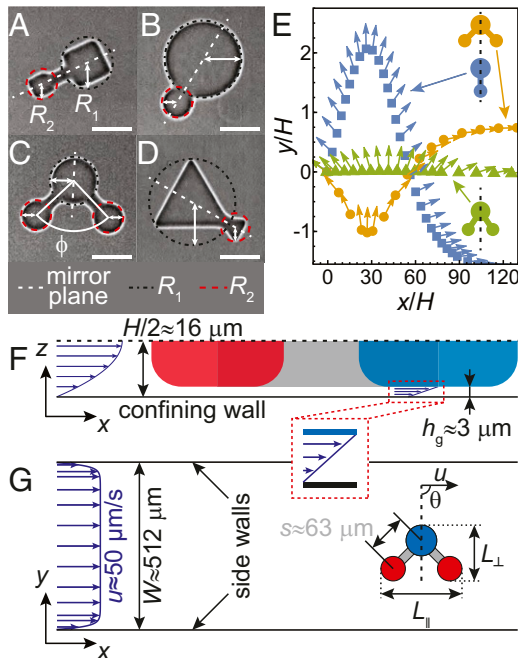 A
R₂
R₁
B
C
ϕ
D
mirror plane
R₁
R₂
E
y/H
2
1
0
-1
0
30
60
90
120
x/H
F
z
x
H/2≈16 μm
confining wall
h_g≈3 μm
G
y
x
u≈50 μm/s
W≈512 μm
side walls
s≈63 μm
u
θ
L⊥
L∥